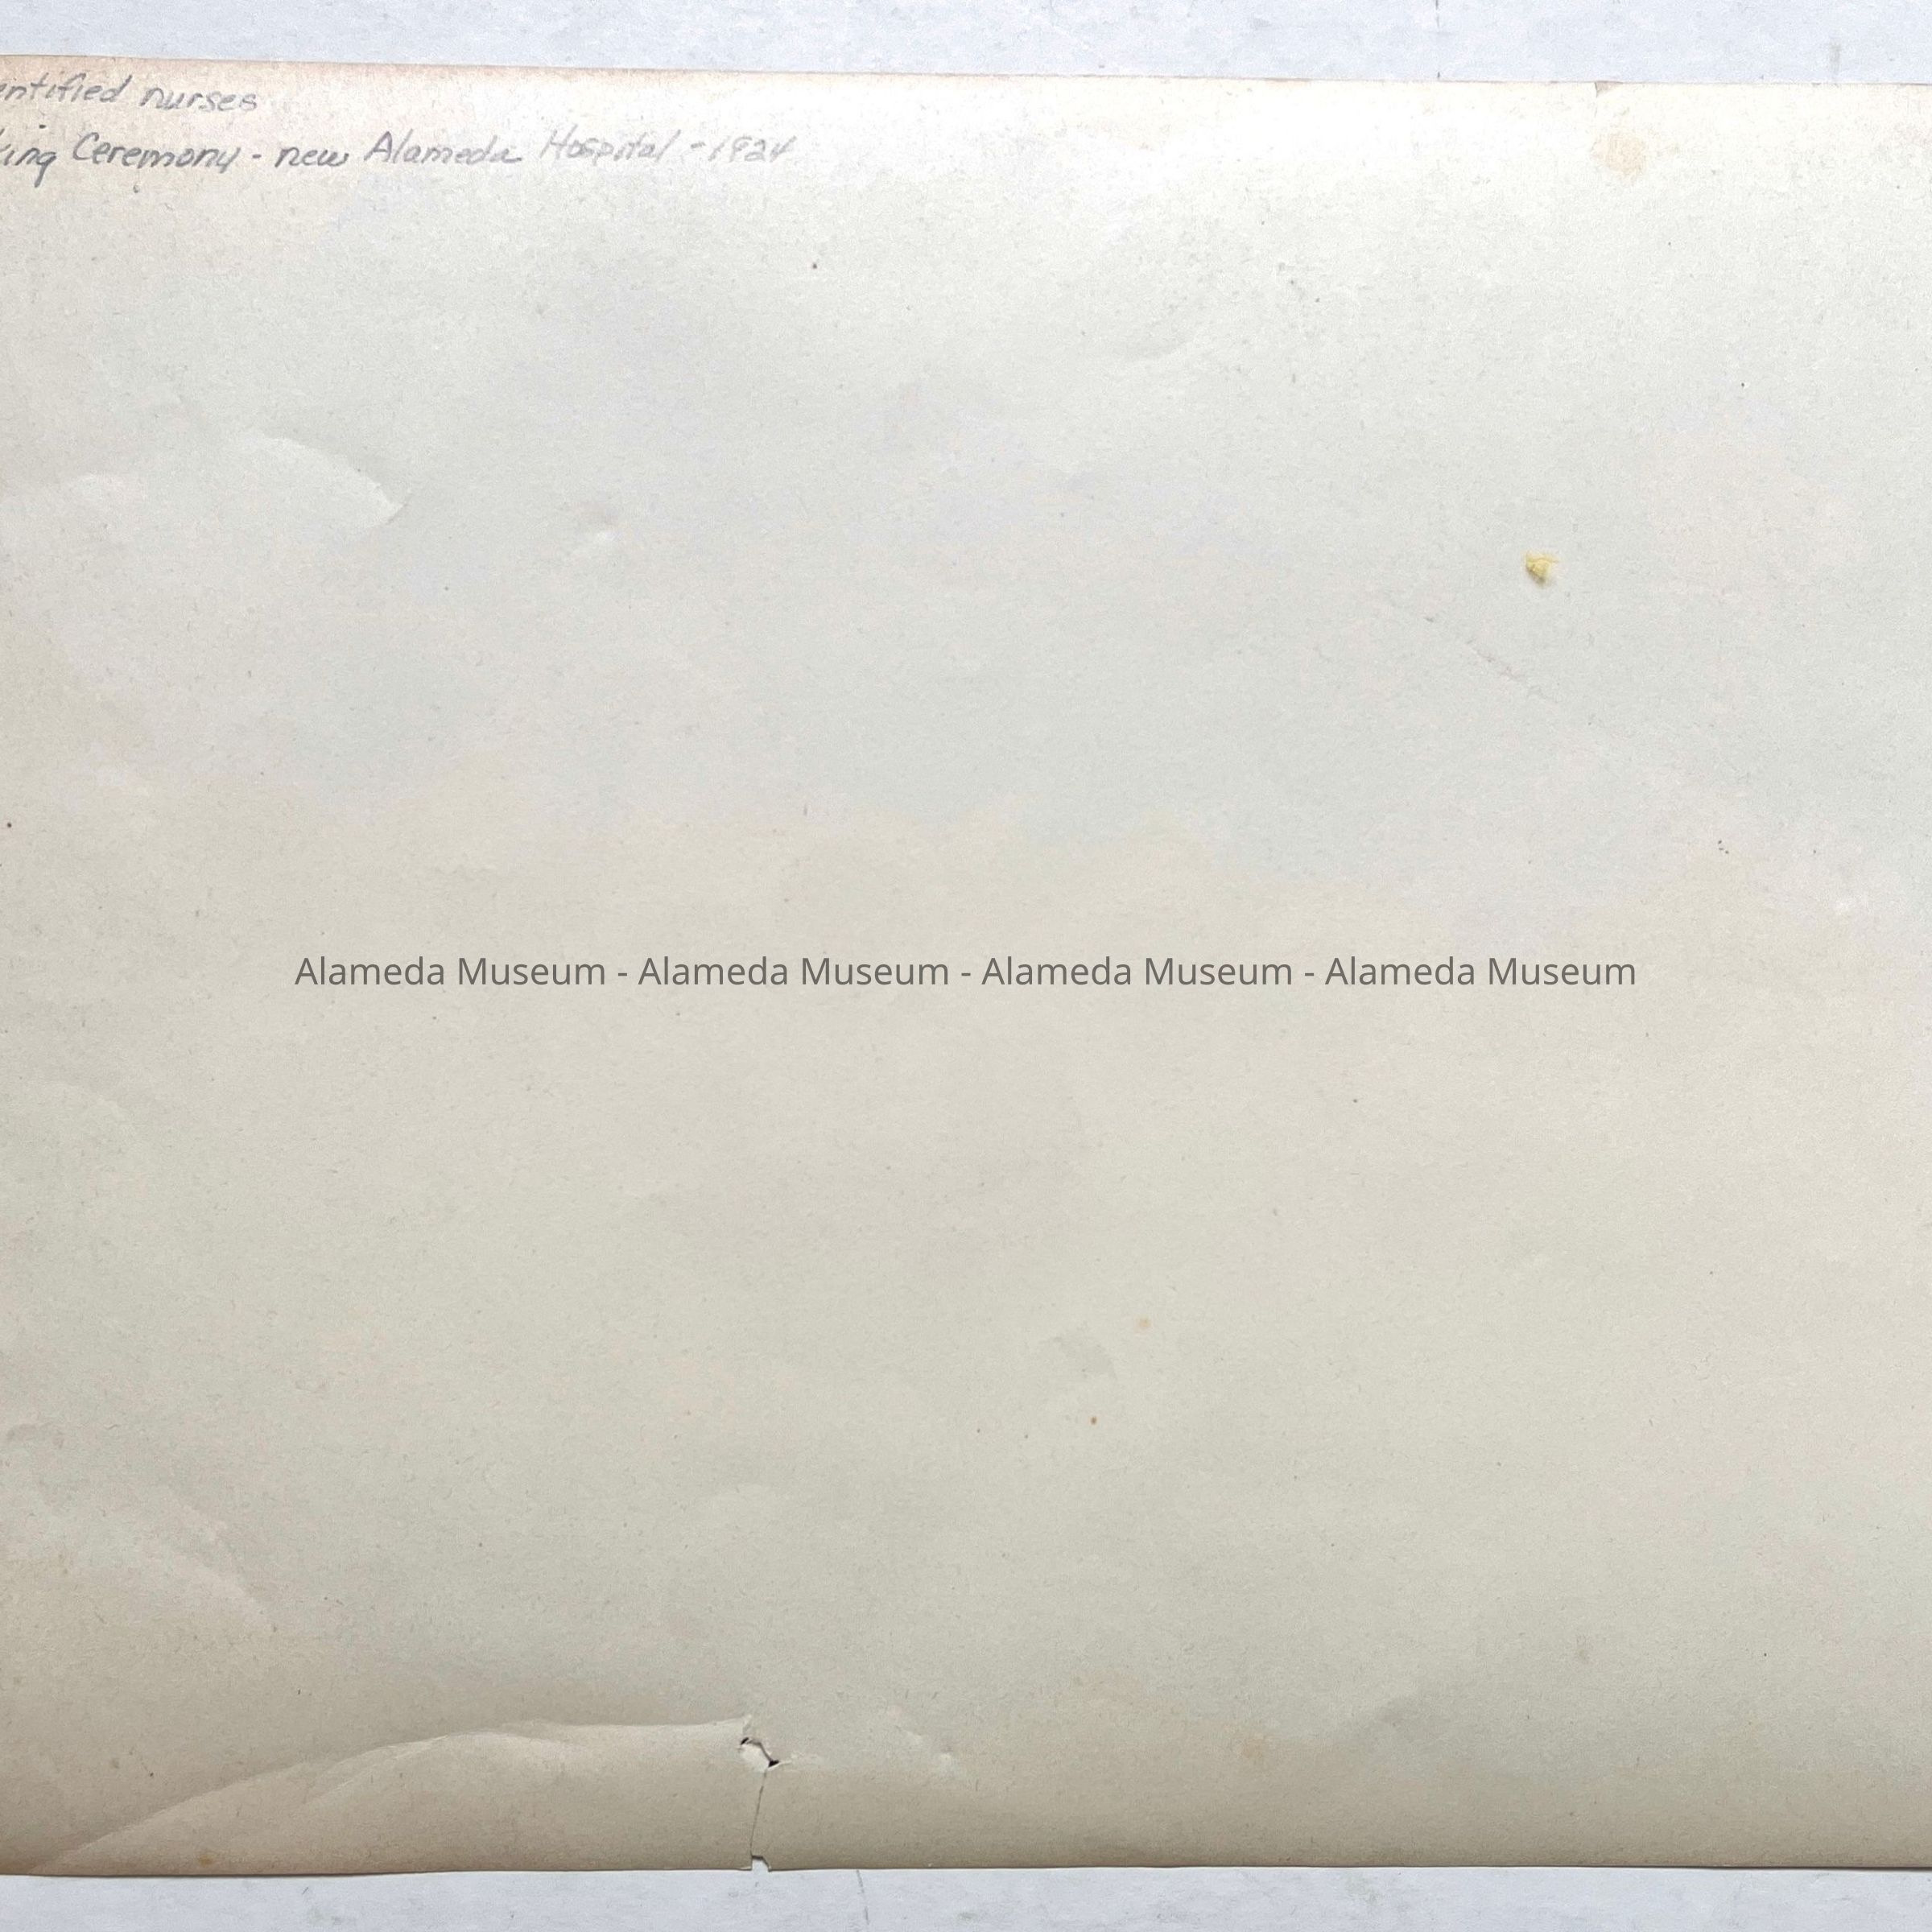 entified nurses
king Ceremony - new Alameda Hospital - 1924
Alameda Museum - Alameda Museum - Alameda Museum - Alameda Museum